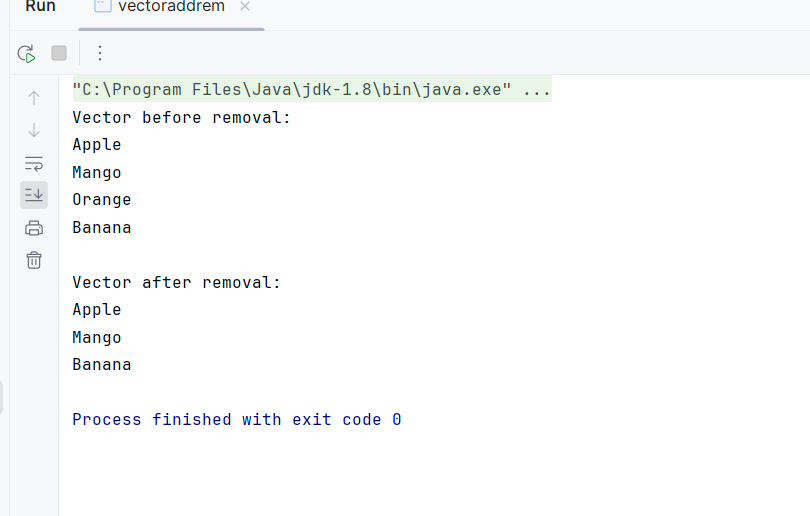 Run
vectoraddrem
"C:\Program Files\Java\jdk-1.8\bin\java.exe" ...
Vector before removal:
Apple
Mango
Orange
Banana

Vector after removal:
Apple
Mango
Banana

Process finished with exit code 0